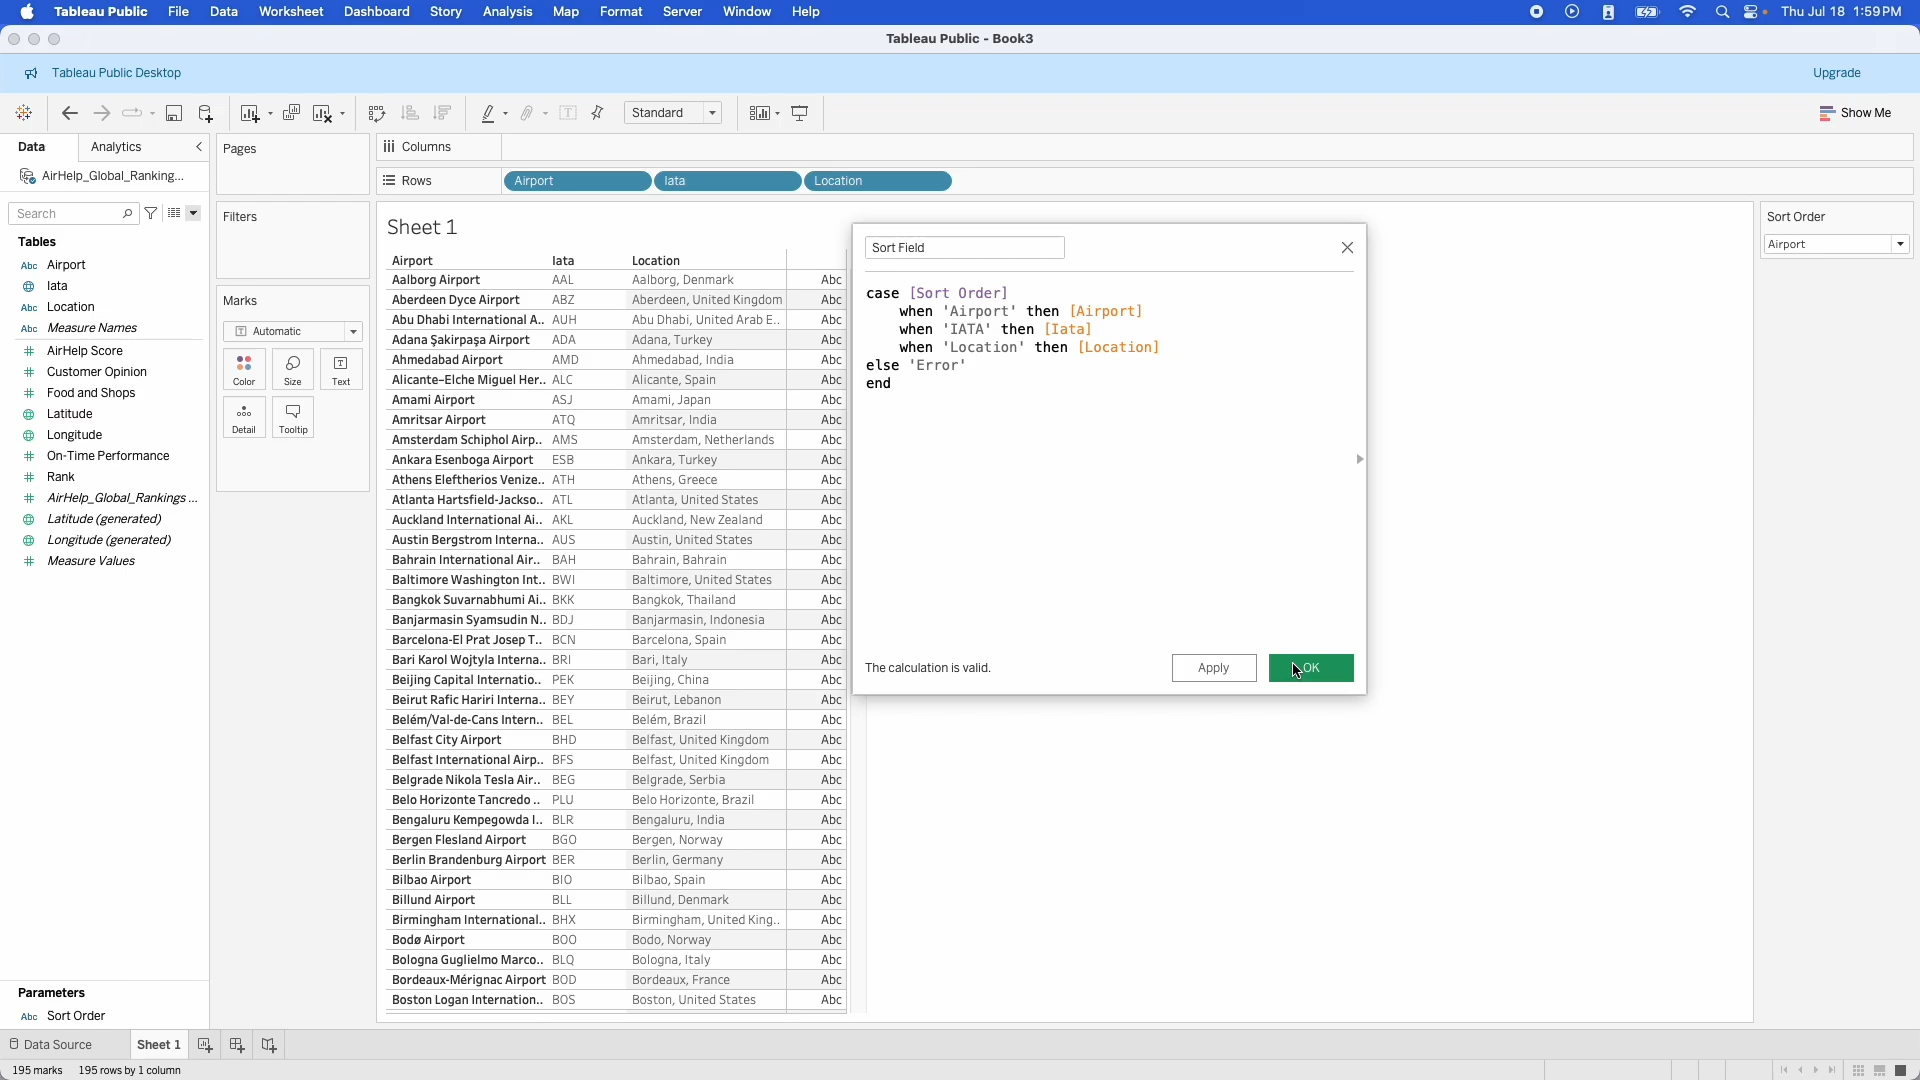 Tableau Public File Data Worksheet Dashboard Story Analysis Map Format Server Window Help Thu Jul 18 1:59 PM
Tableau Public - Book3
Tableau Public Desktop Upgrade
Standard Show Me
Data Analytics Pages Columns
AirHelp_Global_Ranking... Rows Airport Iata Location
Search Filters Sort Order
Airport
Tables
Abc Airport
Iata
Abc Location
Abc Measure Names
# AirHelp Score
# Customer Opinion
# Food and Shops
Latitude
Longitude
# On-Time Performance
# Rank
# AirHelp_Global_Rankings ...
Latitude (generated)
Longitude (generated)
# Measure Values
Parameters
Abc Sort Order
Marks
Automatic
Color Size Text
Detail Tooltip
Sheet 1
Airport Iata Location
Aalborg Airport AAL Aalborg, Denmark Abc
Aberdeen Dyce Airport ABZ Aberdeen, United Kingdom Abc
Abu Dhabi International A.. AUH Abu Dhabi, United Arab E.. Abc
Adana Şakirpaşa Airport ADA Adana, Turkey Abc
Ahmedabad Airport AMD Ahmedabad, India Abc
Alicante-Elche Miguel Her.. ALC Alicante, Spain Abc
Amami Airport ASJ Amami, Japan Abc
Amritsar Airport ATQ Amritsar, India Abc
Amsterdam Schiphol Airp.. AMS Amsterdam, Netherlands Abc
Ankara Esenboga Airport ESB Ankara, Turkey Abc
Athens Eleftherios Venize.. ATH Athens, Greece Abc
Atlanta Hartsfield-Jackso.. ATL Atlanta, United States Abc
Auckland International Ai.. AKL Auckland, New Zealand Abc
Austin Bergstrom Interna.. AUS Austin, United States Abc
Bahrain International Air.. BAH Bahrain, Bahrain Abc
Baltimore Washington Int.. BWI Baltimore, United States Abc
Bangkok Suvarnabhumi Ai.. BKK Bangkok, Thailand Abc
Banjarmasin Syamsudin N.. BDJ Banjarmasin, Indonesia Abc
Barcelona-El Prat Josep T.. BCN Barcelona, Spain Abc
Bari Karol Wojtyla Interna.. BRI Bari, Italy Abc
Beijing Capital Internatio.. PEK Beijing, China Abc
Beirut Rafic Hariri Interna.. BEY Beirut, Lebanon Abc
Belém/Val-de-Cans Intern.. BEL Belém, Brazil Abc
Belfast City Airport BHD Belfast, United Kingdom Abc
Belfast International Airp.. BFS Belfast, United Kingdom Abc
Belgrade Nikola Tesla Air.. BEG Belgrade, Serbia Abc
Belo Horizonte Tancredo .. PLU Belo Horizonte, Brazil Abc
Bengaluru Kempegowda I.. BLR Bengaluru, India Abc
Bergen Flesland Airport BGO Bergen, Norway Abc
Berlin Brandenburg Airport BER Berlin, Germany Abc
Bilbao Airport BIO Bilbao, Spain Abc
Billund Airport BLL Billund, Denmark Abc
Birmingham International.. BHX Birmingham, United King.. Abc
Bodø Airport BOO Bodo, Norway Abc
Bologna Guglielmo Marco.. BLQ Bologna, Italy Abc
Bordeaux-Mérignac Airport BOD Bordeaux, France Abc
Boston Logan Internation.. BOS Boston, United States Abc
Sort Field
case [Sort Order]
when 'Airport' then [Airport]
when 'IATA' then [Iata]
when 'Location' then [Location]
else 'Error'
end
The calculation is valid. Apply OK
Data Source Sheet 1
195 marks 195 rows by 1 column